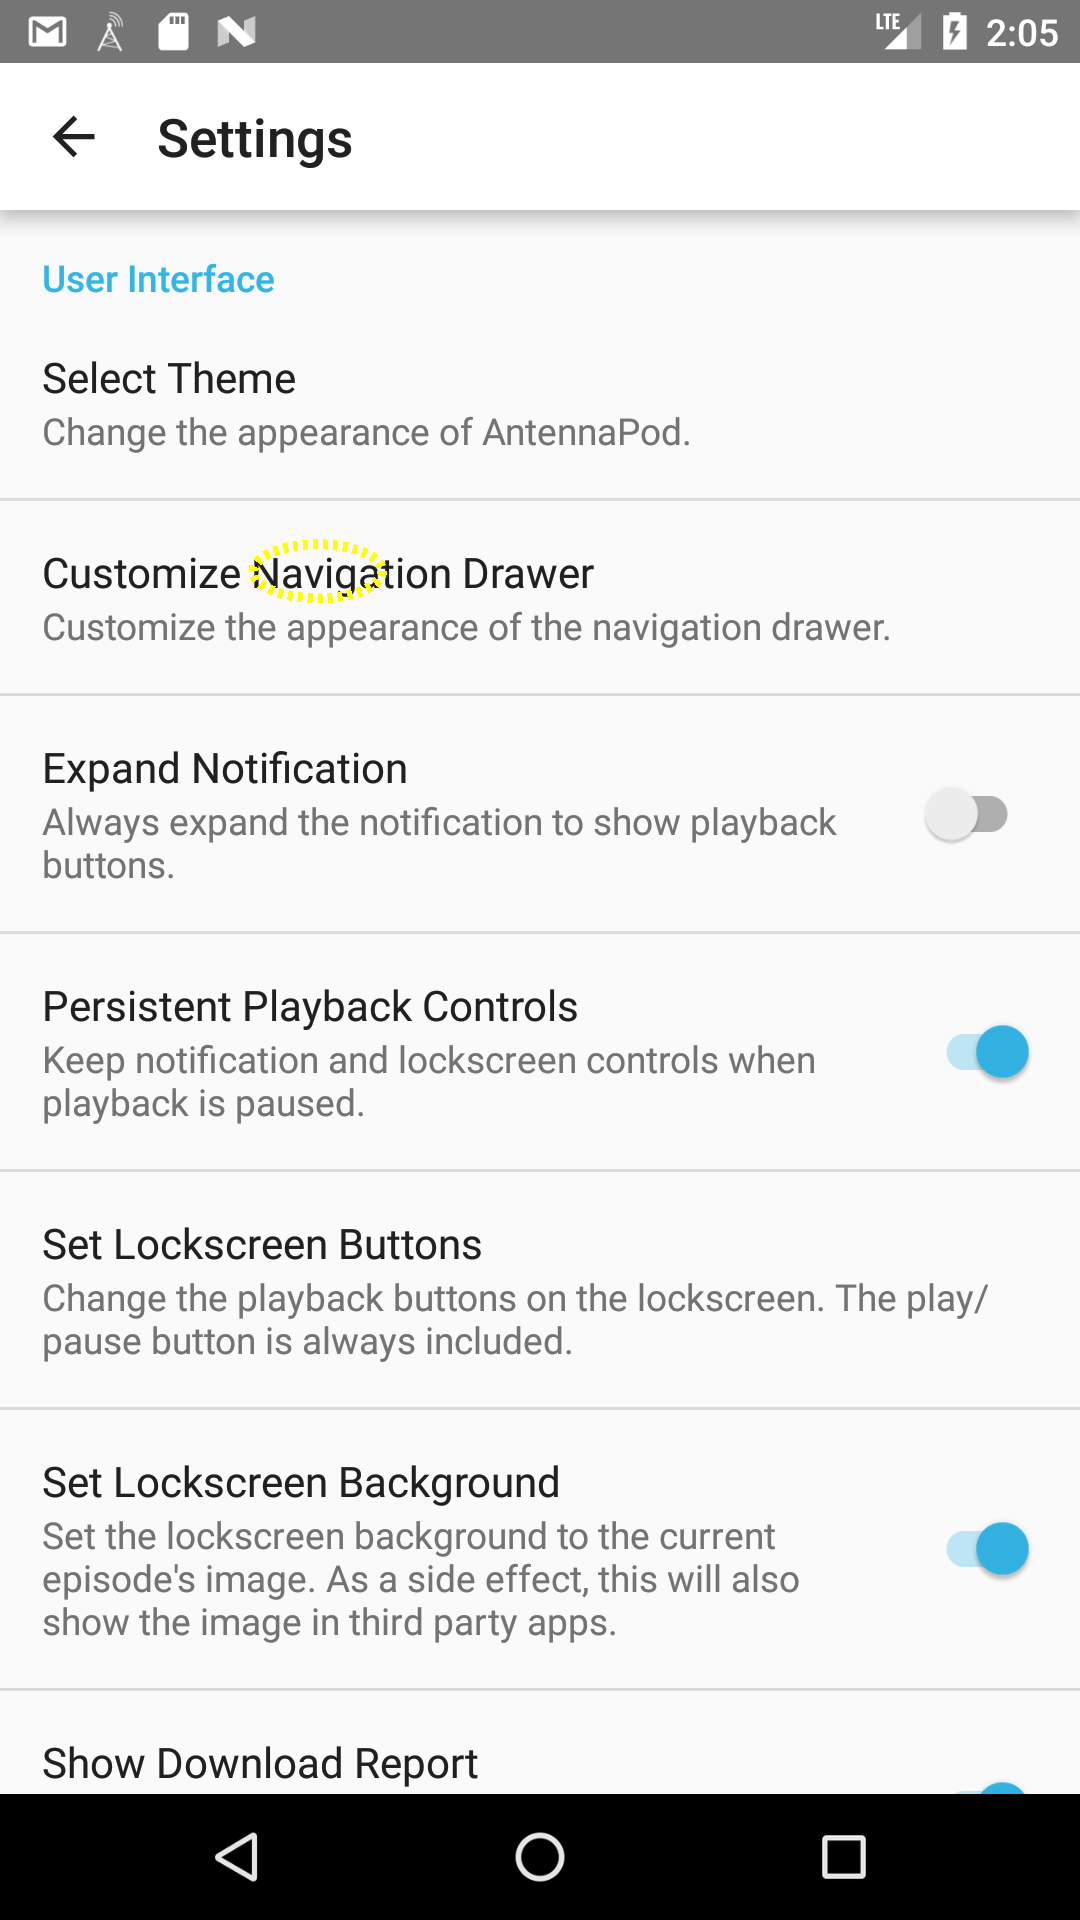 LTE 2:05
Settings
User Interface
Select Theme
Change the appearance of AntennaPod.
Customize Navigation Drawer
Customize the appearance of the navigation drawer.
Expand Notification
Always expand the notification to show playback
buttons.
Persistent Playback Controls
Keep notification and lockscreen controls when
playback is paused.
Set Lockscreen Buttons
Change the playback buttons on the lockscreen. The play/
pause button is always included.
Set Lockscreen Background
Set the lockscreen background to the current
episode's image. As a side effect, this will also
show the image in third party apps.
Show Download Report